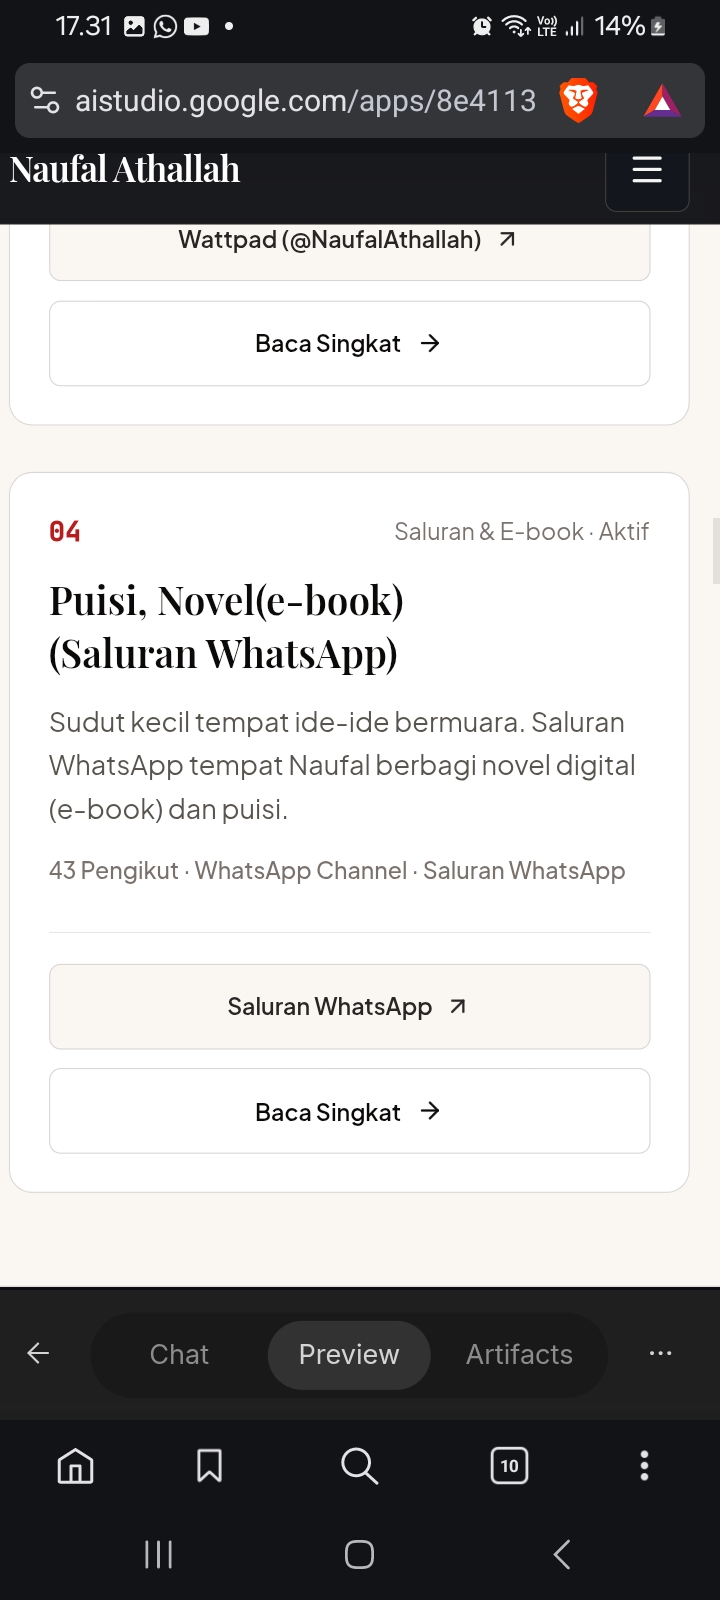 17.31
Vo))
LTE
14%
aistudio.google.com/apps/8e4113
Naufal Athallah
Wattpad (@NaufalAthallah)
Baca Singkat
04
Saluran & E-book · Aktif
Puisi, Novel(e-book)
(Saluran WhatsApp)
Sudut kecil tempat ide-ide bermuara. Saluran
WhatsApp tempat Naufal berbagi novel digital
(e-book) dan puisi.
43 Pengikut · WhatsApp Channel · Saluran WhatsApp
Saluran WhatsApp
Baca Singkat
Chat
Preview
Artifacts
10